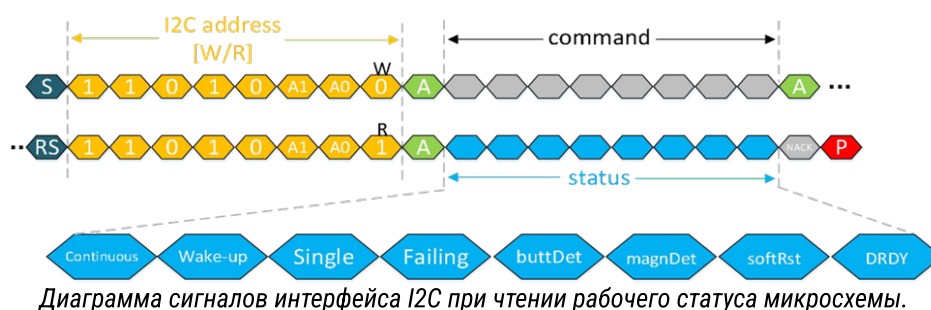 I2C address
[W/R]
command
W
S 1 1 0 1 0 A1 A0 0 A A ...
R
.. RS 1 1 0 1 0 A1 A0 1 A NACK P
status
Continuous Wake-up Single Failing buttDet magnDet softRst DRDY
Диаграмма сигналов интерфейса I2C при чтении рабочего статуса микросхемы.